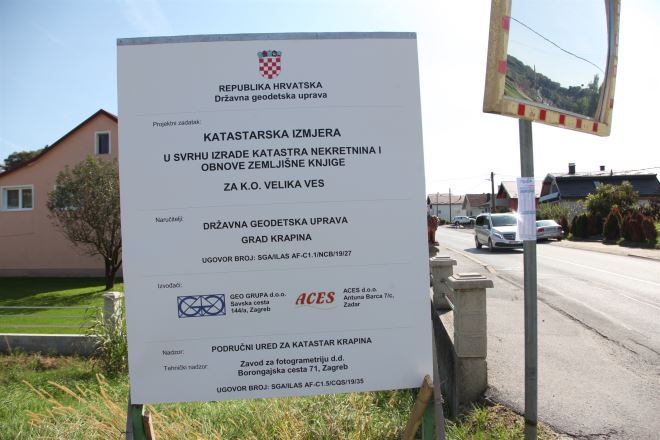 REPUBLIKA HRVATSKA
Državna geodetska uprava
Projektni zadatak:
KATASTARSKA IZMJERA
U SVRHU IZRADE KATASTRA NEKRETNINA I
OBNOVE ZEMLJIŠNE KNJIGE
ZA K.O. VELIKA VES
Naručitelji:
DRŽAVNA GEODETSKA UPRAVA
GRAD KRAPINA
UGOVOR BROJ: SGA/ILAS AF-C1.1/NCB/19/27
Izvođači:
GEO GRUPA d.o.o.
Savska cesta
144/a, Zagreb
ACES
ACES d.o.o.
Antuna Barca 7/c,
Zadar
Nadzor:
PODRUČNI URED ZA KATASTAR KRAPINA
Tehnički nadzor:
Zavod za fotogrametriju d.d.
Borongajska cesta 71, Zagreb
UGOVOR BROJ: SGA/ILAS AF-C1.5/CQS/19/35